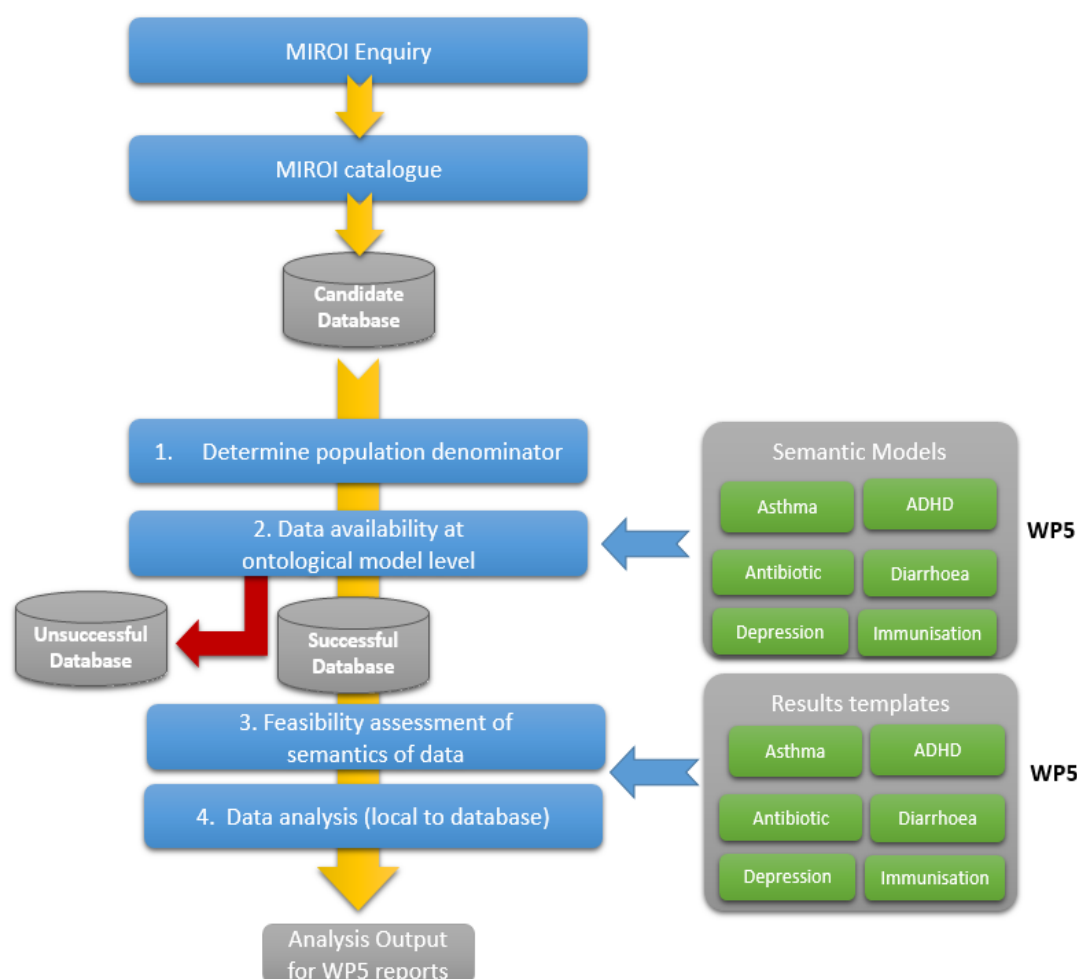 MIROI Enquiry
MIROI catalogue
Candidate
Database
1. Determine population denominator
2. Data availability at
ontological model level
Unsuccessful
Database
Successful
Database
3. Feasibility assessment of
semantics of data
4. Data analysis (local to database)
Analysis Output
for WP5 reports
Semantic Models
Asthma
ADHD
Antibiotic
Diarrhoea
Depression
Immunisation
WP5
Results templates
Asthma
ADHD
Antibiotic
Diarrhoea
Depression
Immunisation
WP5